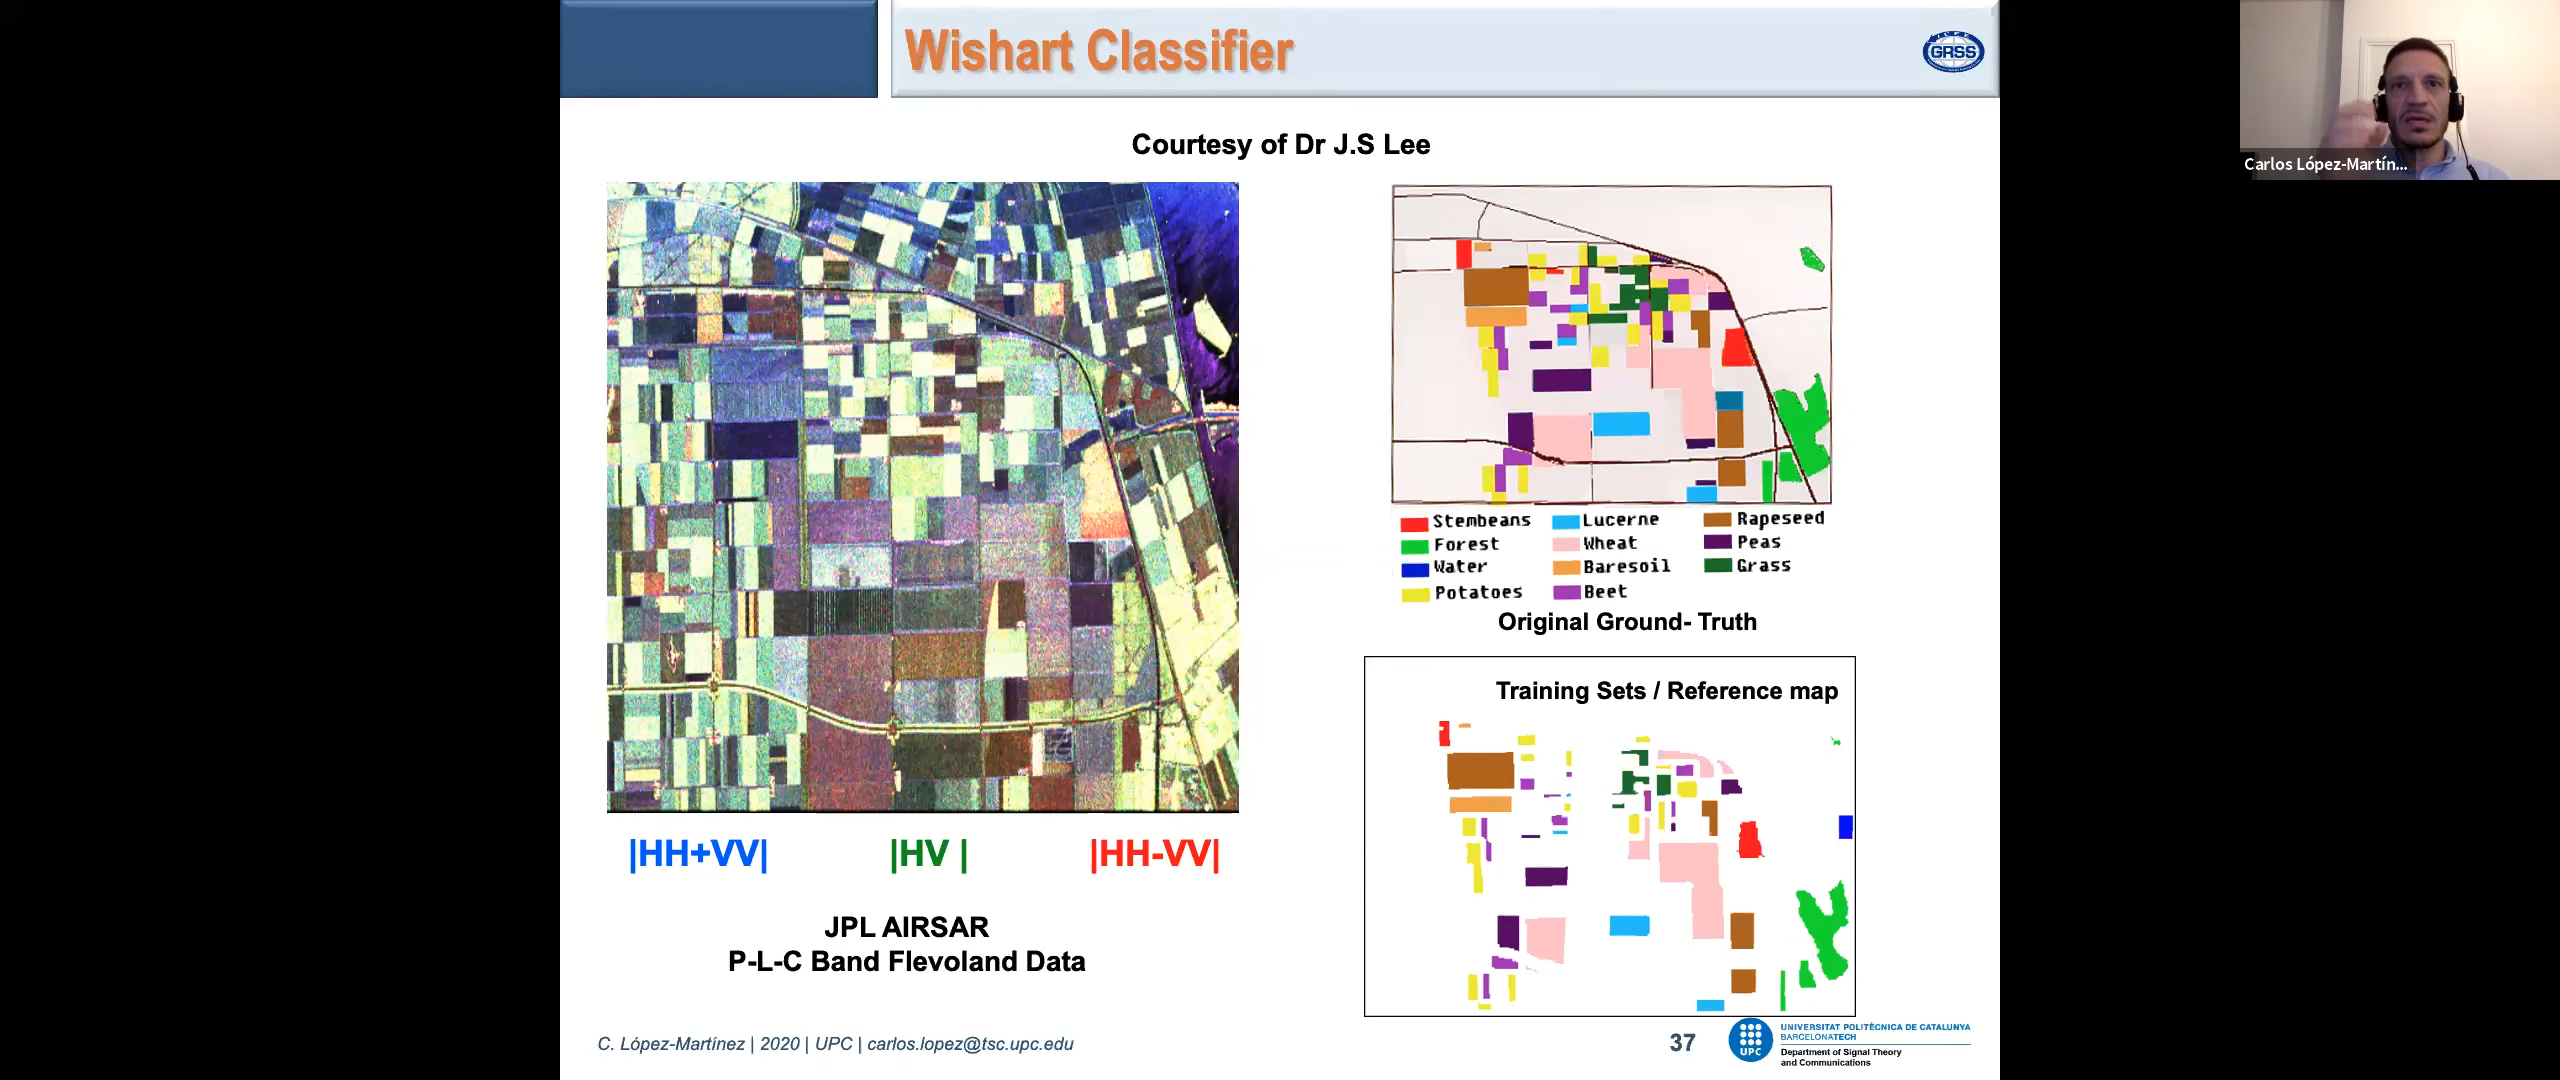 Wishart Classifier
GRSS
Carlos López-Martín...
Courtesy of Dr J.S Lee
Stembeans
Lucerne
Rapeseed
Forest
Wheat
Peas
Water
Baresoil
Grass
Potatoes
Beet
Original Ground- Truth
Training Sets / Reference map
|HH+VV|
|HV |
|HH-VV|
JPL AIRSAR
P-L-C Band Flevoland Data
C. López-Martínez | 2020 | UPC | carlos.lopez@tsc.upc.edu
37
UPC
UNIVERSITAT POLITÈCNICA DE CATALUNYA
BARCELONATECH
Department of Signal Theory
and Communications